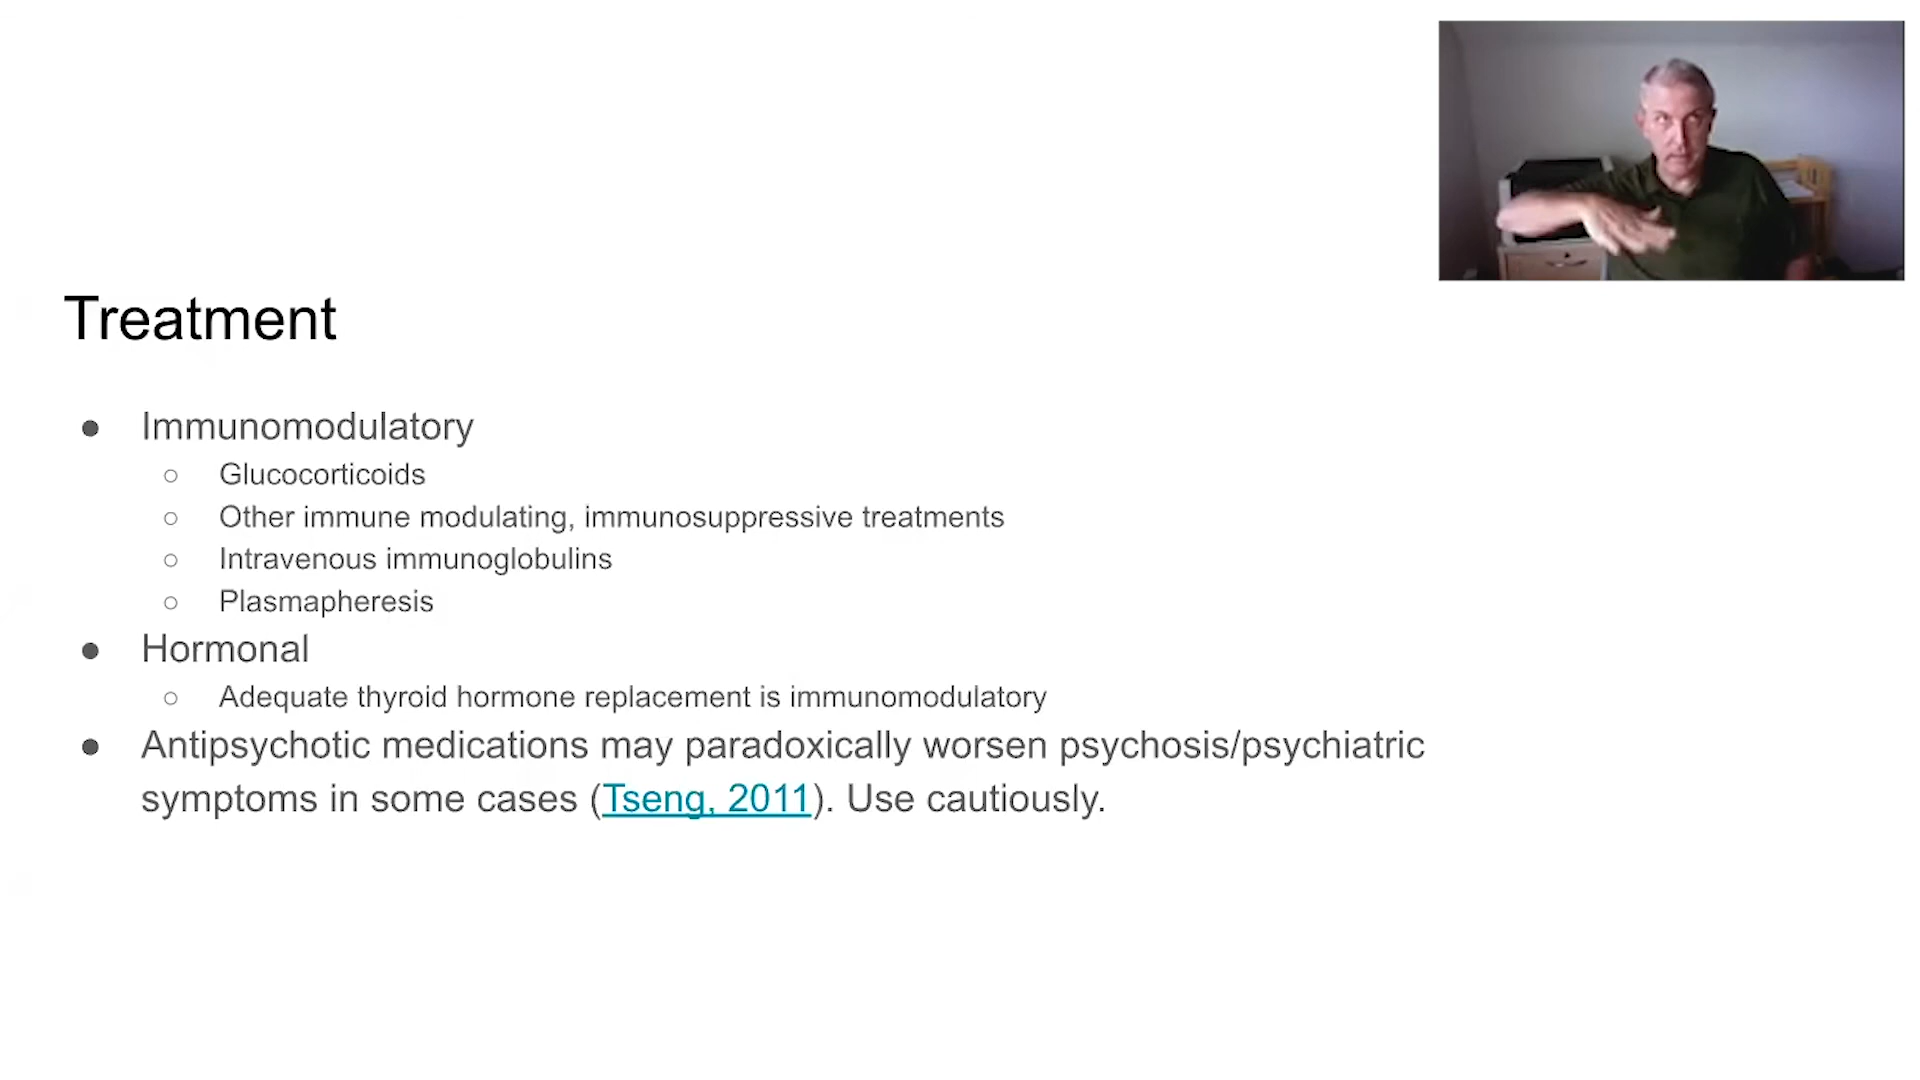 Treatment
● Immunomodulatory
○ Glucocorticoids
○ Other immune modulating, immunosuppressive treatments
○ Intravenous immunoglobulins
○ Plasmapheresis
● Hormonal
○ Adequate thyroid hormone replacement is immunomodulatory
● Antipsychotic medications may paradoxically worsen psychosis/psychiatric
symptoms in some cases (Tseng, 2011). Use cautiously.